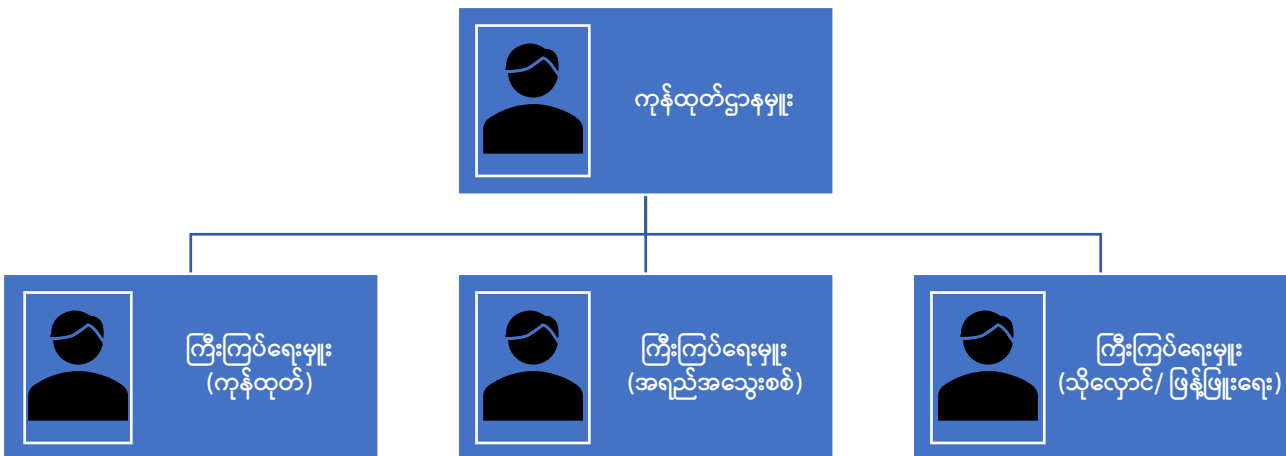 ကုန်ထုတ်ဌာနမှူး
ကြီးကြပ်ရေးမှူး
(ကုန်ထုတ်)
ကြီးကြပ်ရေးမှူး
(အရည်အသွေးစစ်)
ကြီးကြပ်ရေးမှူး
(သိုလှောင်/ ဖြန့်ဖြူးရေး)